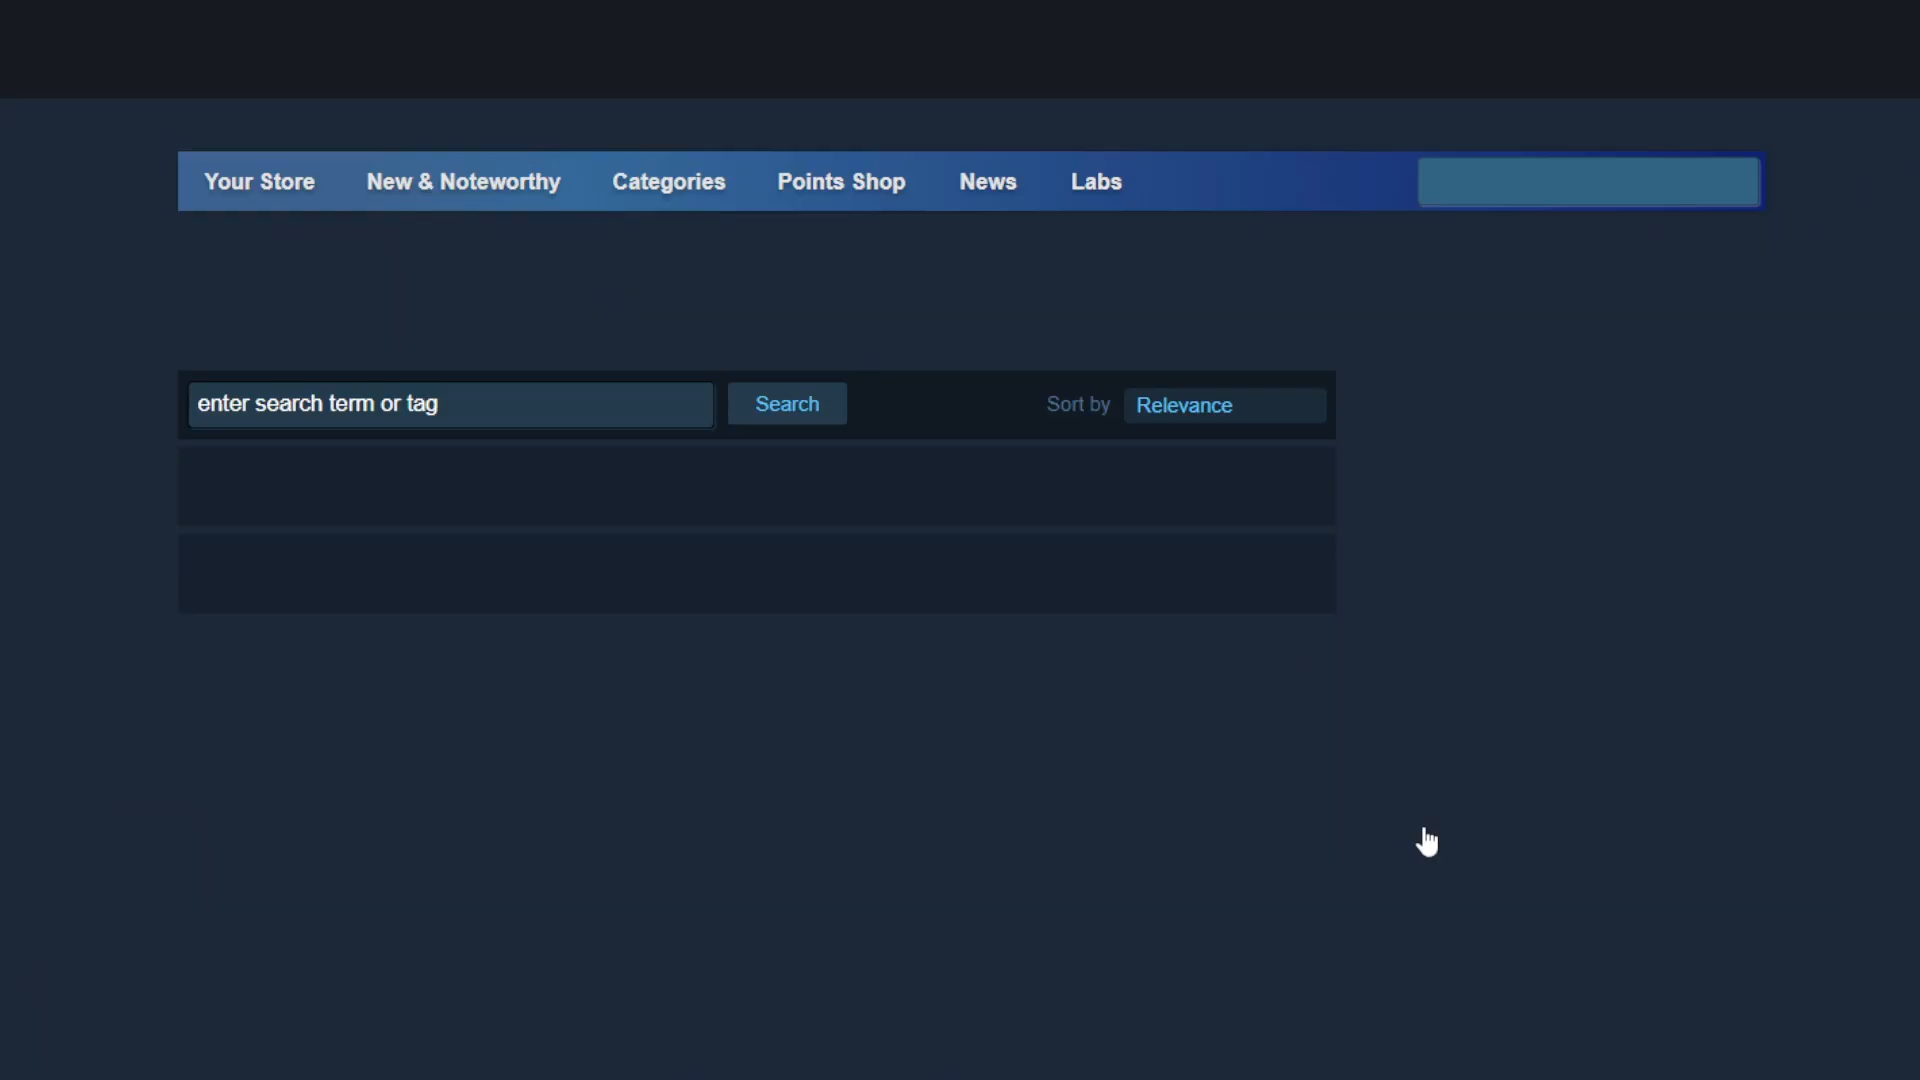 Your Store New & Noteworthy Categories Points Shop News Labs
enter search term or tag Search Sort by Relevance